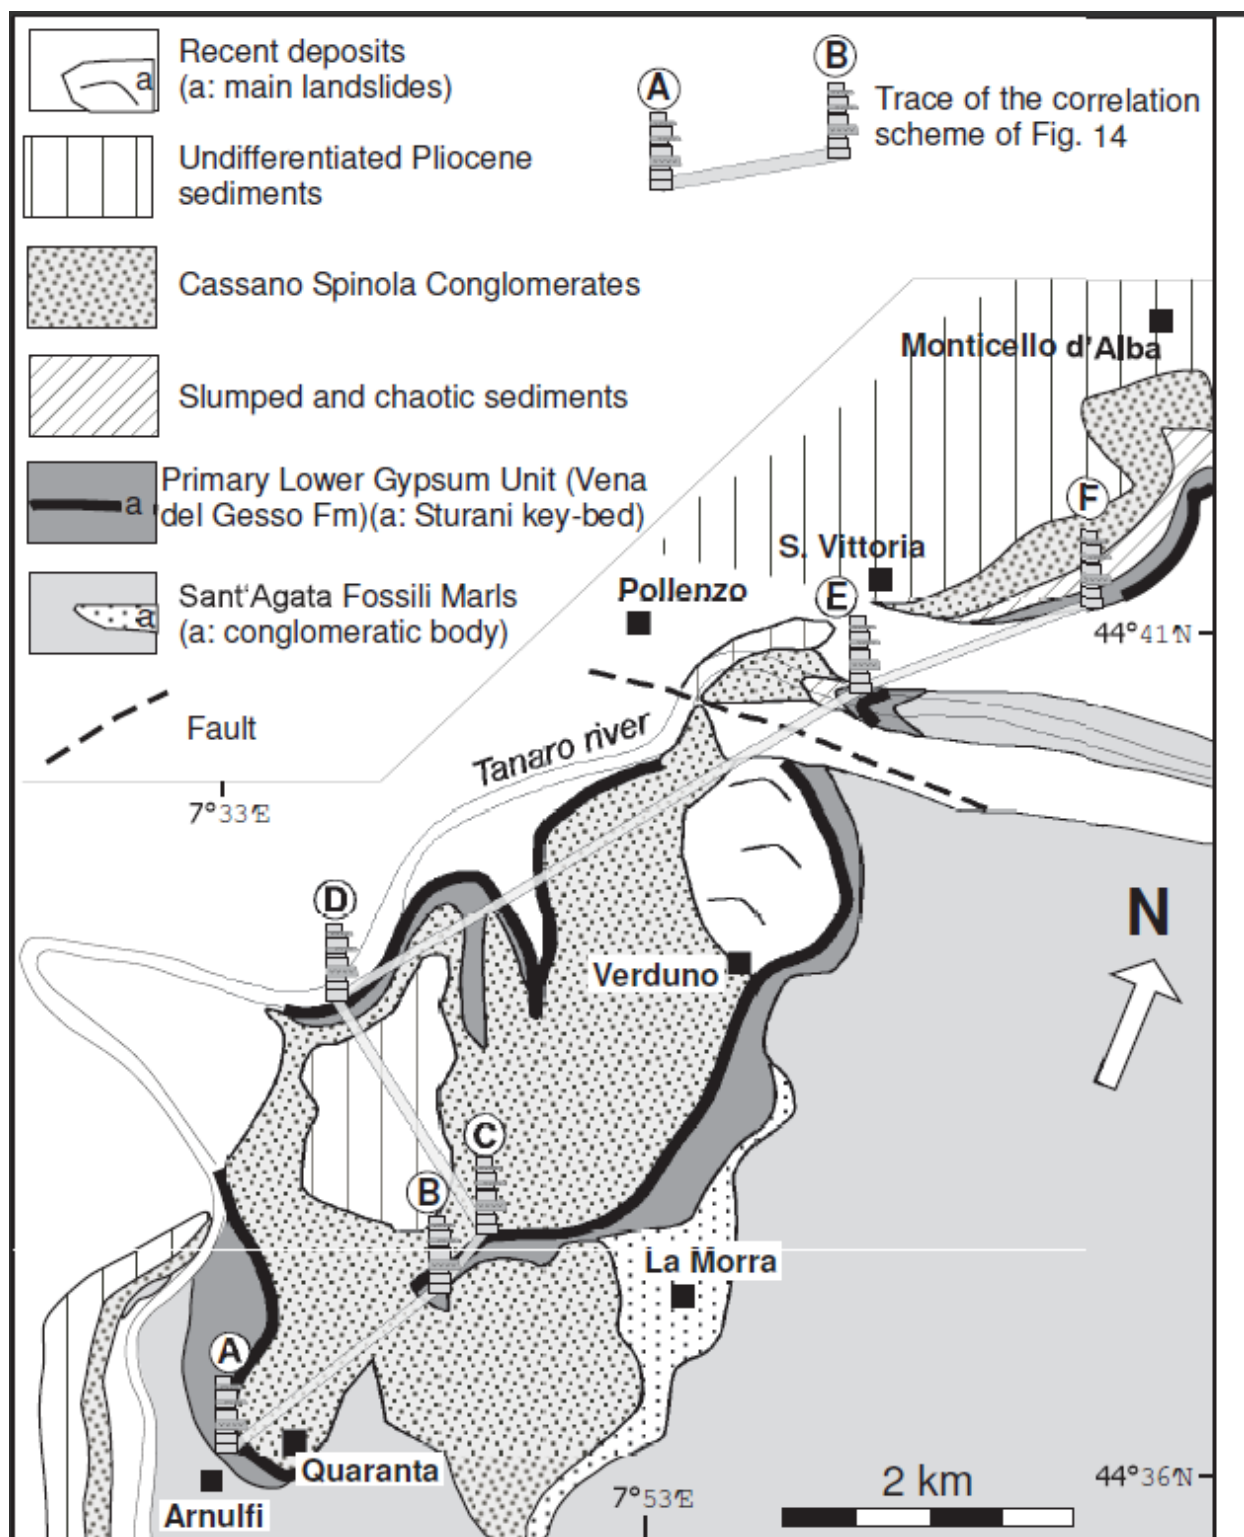 Recent deposits
(a: main landslides)
a
Undifferentiated Pliocene
sediments
Cassano Spinola Conglomerates
Slumped and chaotic sediments
Primary Lower Gypsum Unit (Vena
del Gesso Fm)(a: Sturani key-bed)
a
Sant'Agata Fossili Marls
(a: conglomeratic body)
a
Fault
A
B
Trace of the correlation
scheme of Fig. 14
Monticello d'Alba
F
S. Vittoria
Pollenzo
E
44°41'N
Tanaro river
7°33'E
D
N
Verduno
C
B
La Morra
A
Quaranta
Arnulfi
7°53'E
2 km
44°36'N